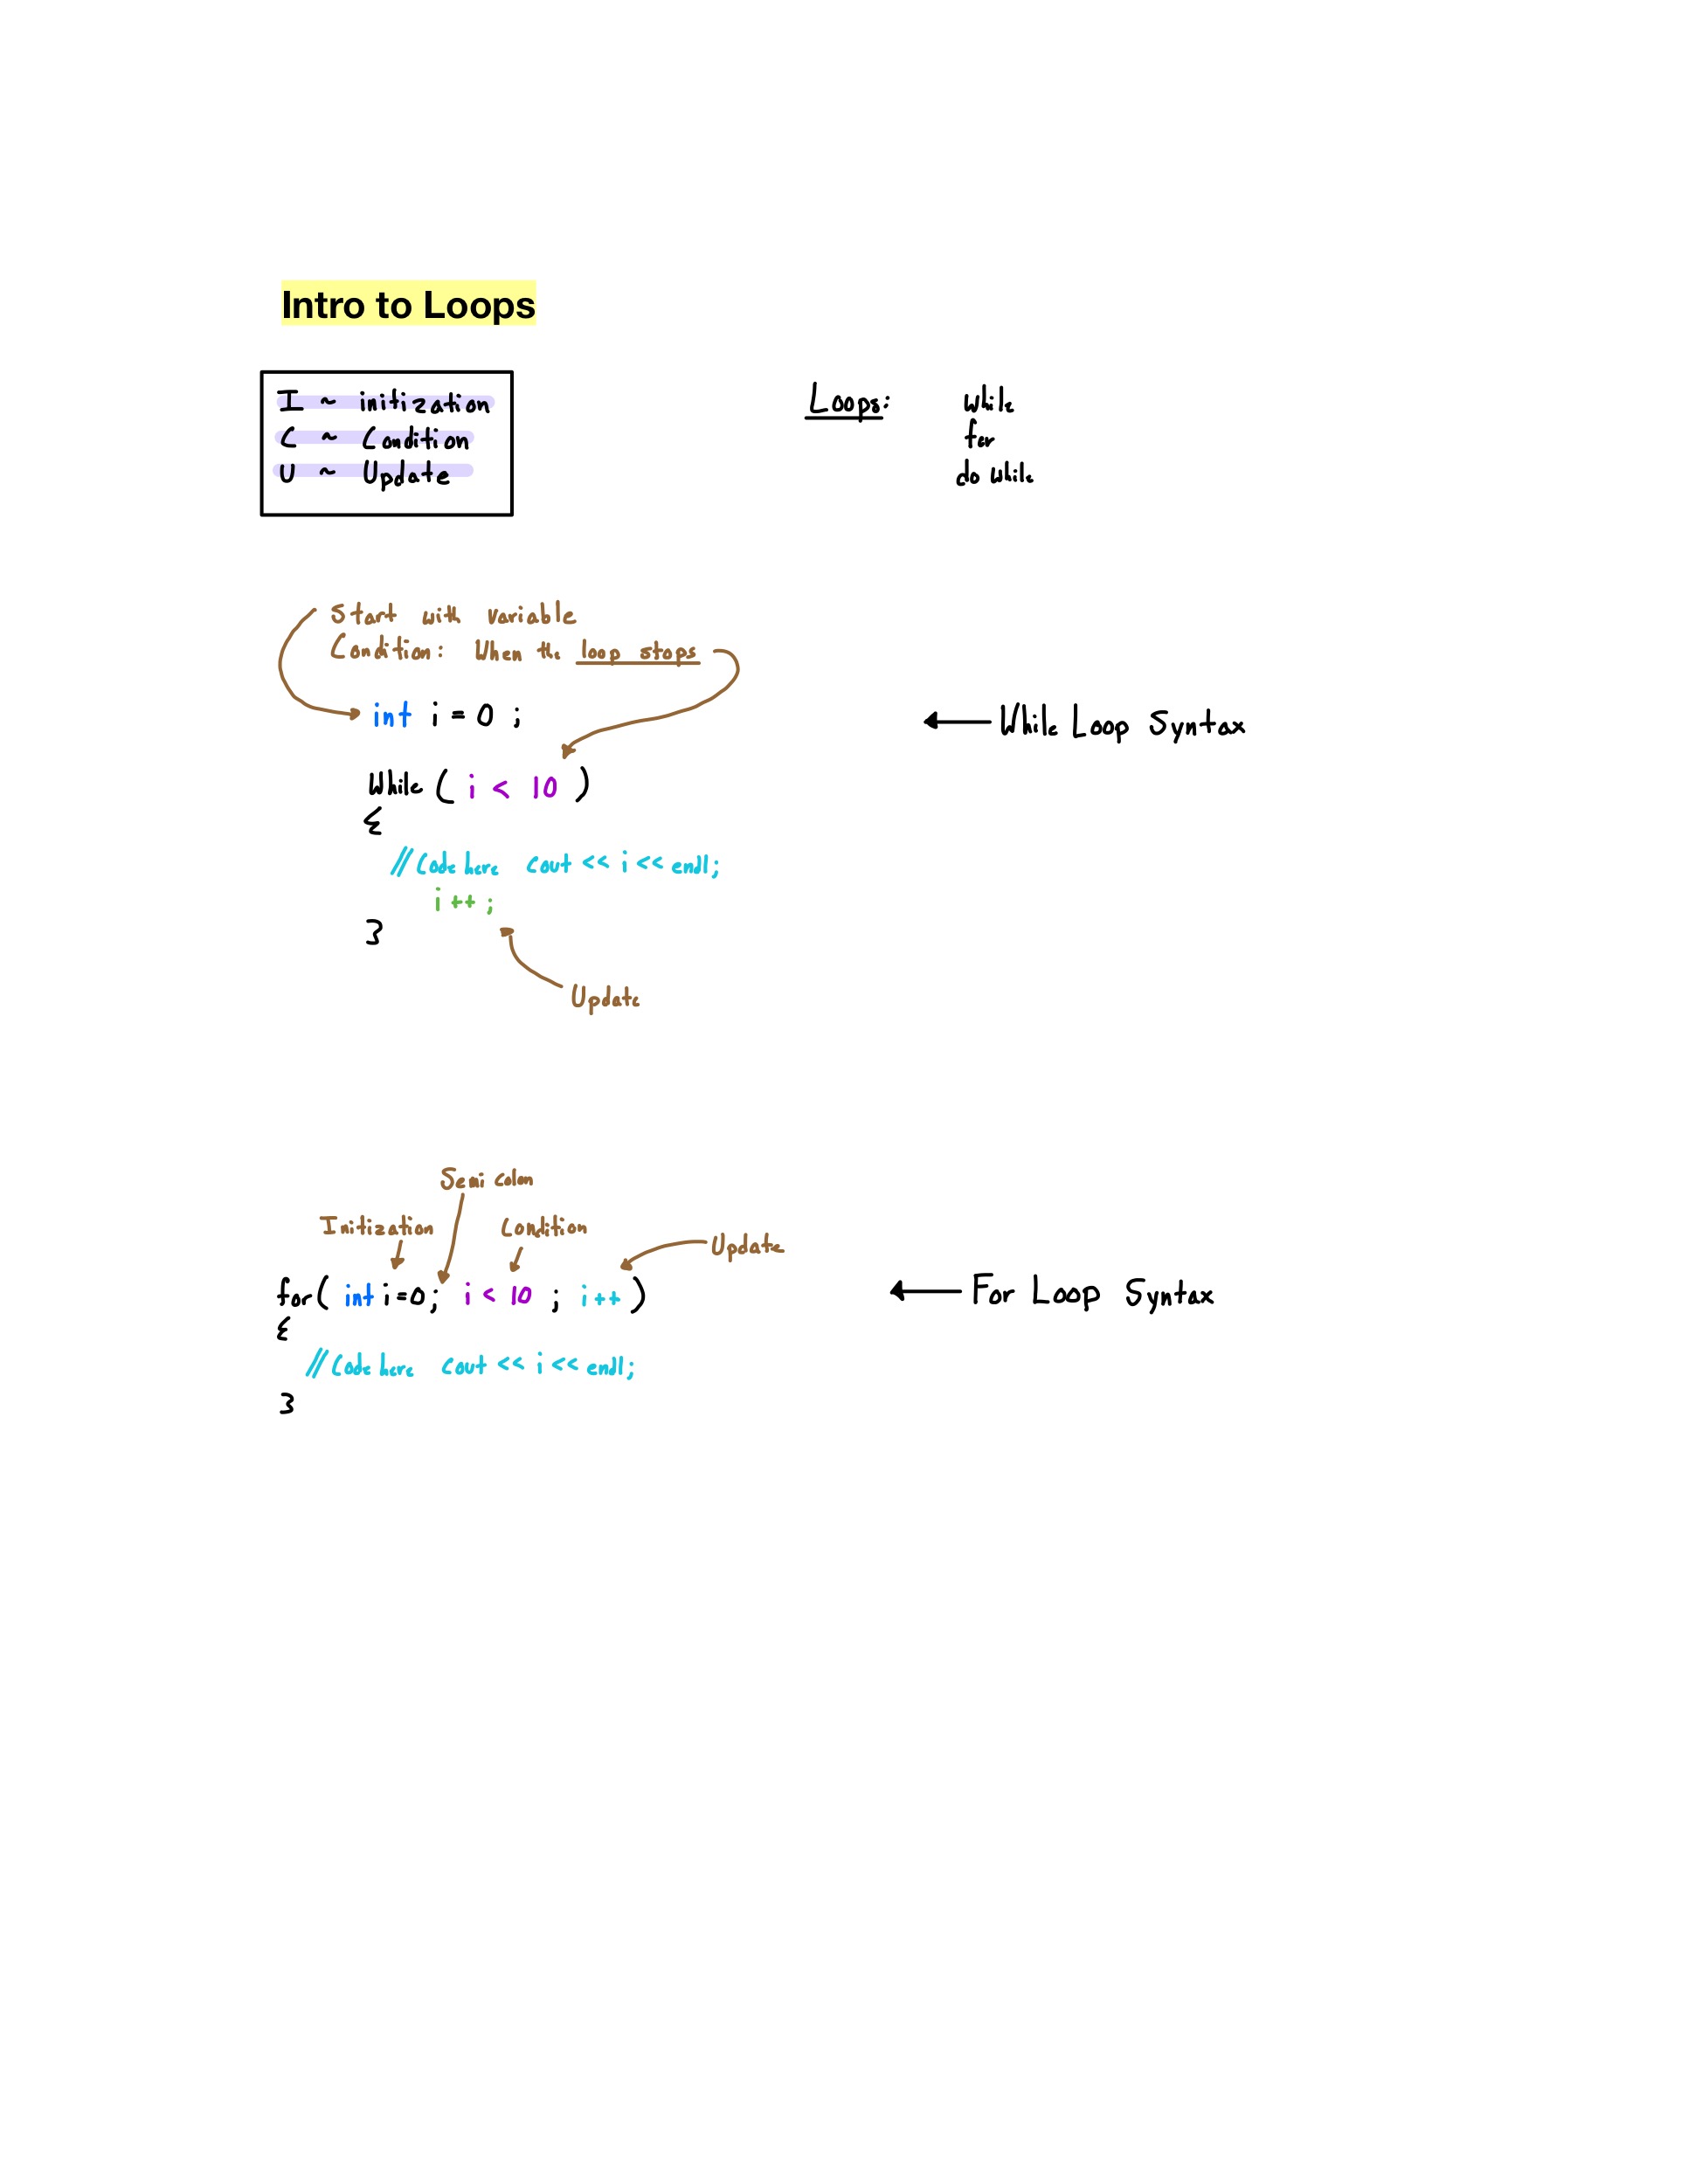 Intro to Loops
I ~ initization
C ~ Condition
U ~ Update
Loops: While
for
do while
Start with variable
Condition: When the loop stops
int i = 0 ;
While Loop Syntax
While ( i < 10 )
{
//Code here cout << i << endl;
i ++ ;
}
Update
Semi colon
Initization Condition
Update
for( int i=0; i < 10 ; i ++ )
For Loop Syntax
{
//Code here cout << i << endl;
}